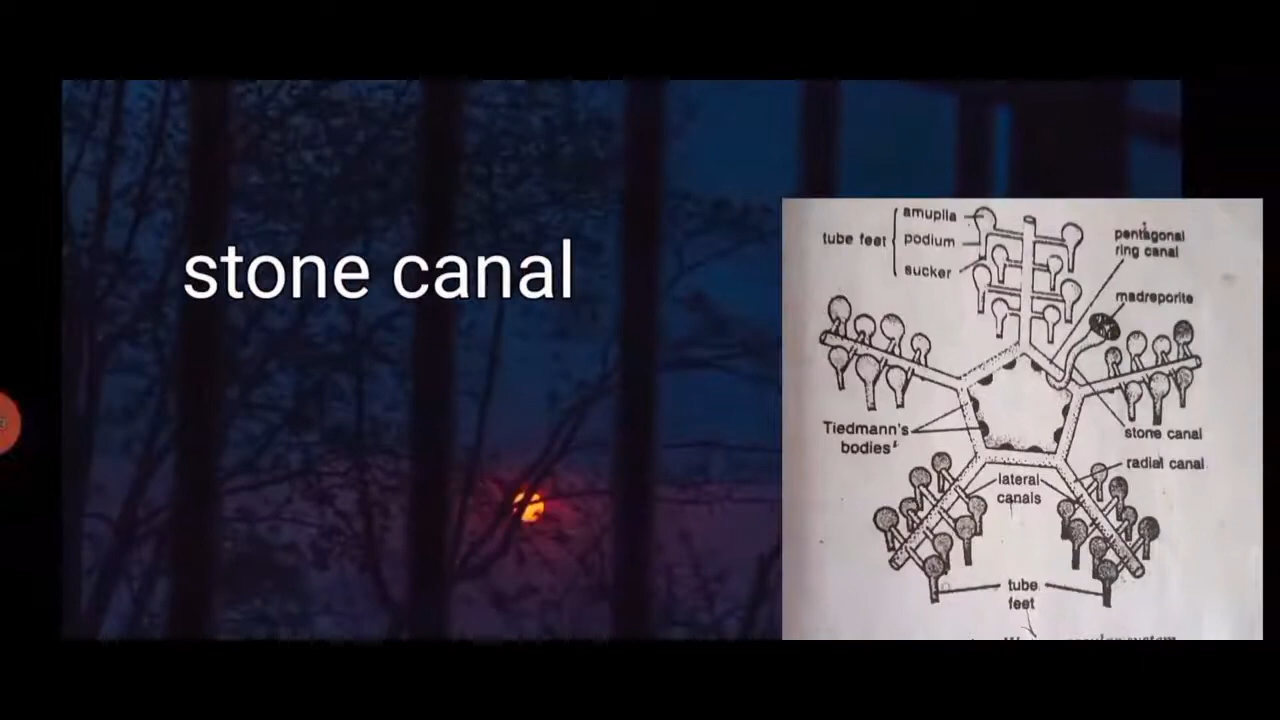 stone canal
amuplla
tube feet
podium
sucker
pentagonal
ring canal
madreporite
Tiedmann's
bodies
stone canal
radial canal
lateral
canals
tube
feet